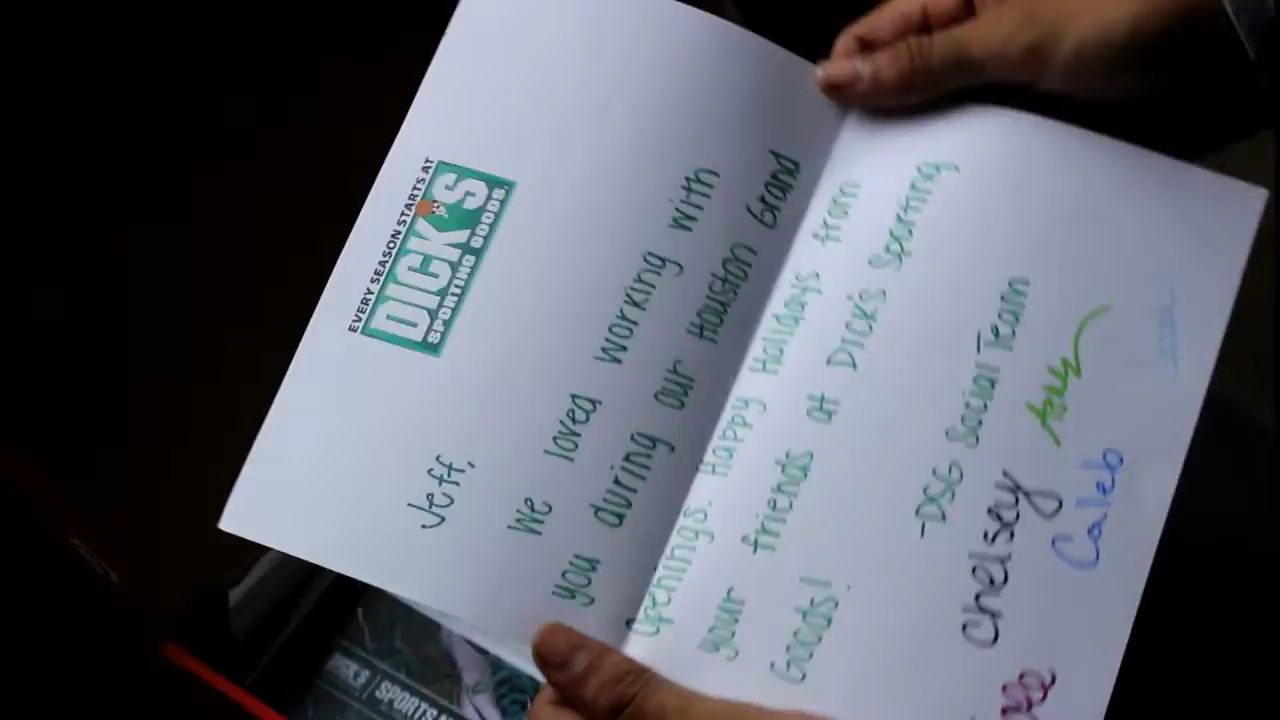 EVERY SEASON STARTS AT
DICK'S
SPORTING GOODS.
Jeff,
We loved working with
you during our Houston Grand
Openings. Happy Holidays from
your friends at Dick's Sporting
Goods!
-DSG Social Team
Chelsey
Caleb
SPORTS